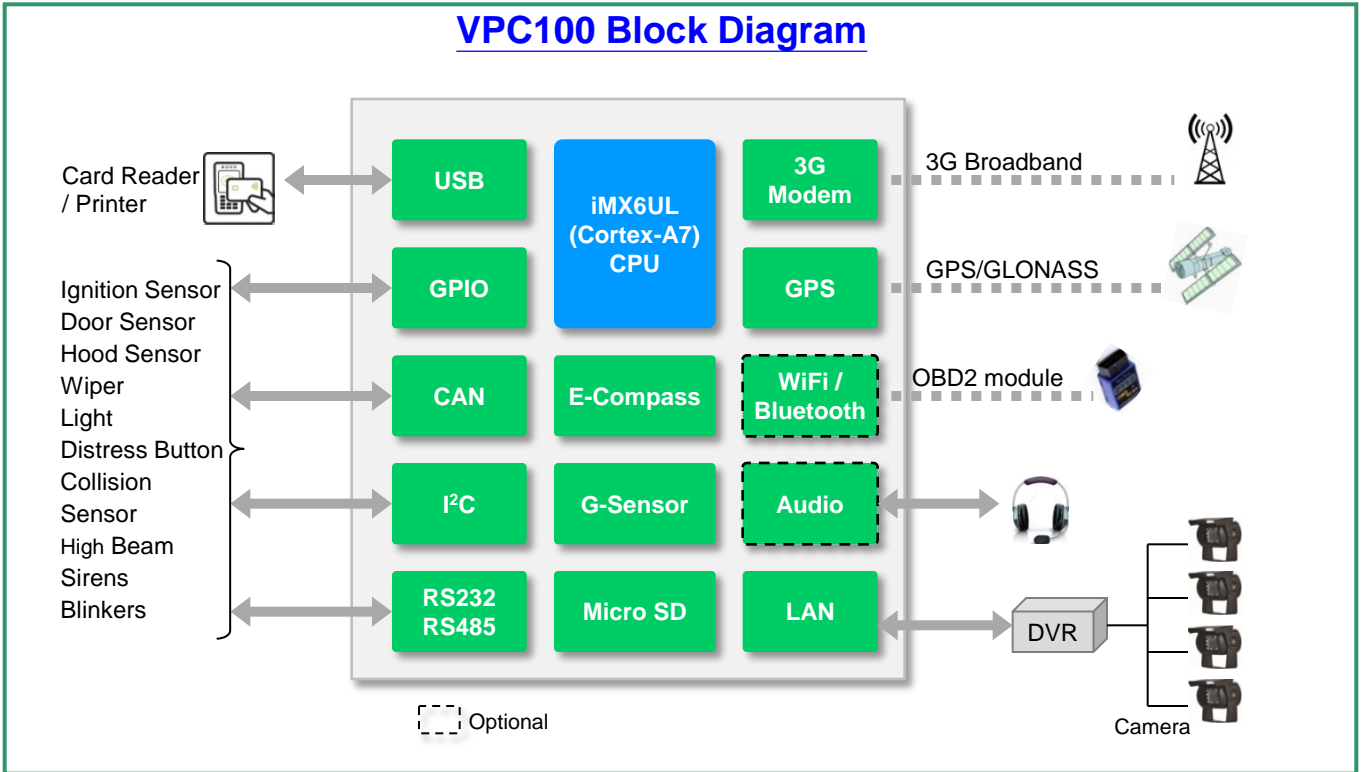 VPC100 Block Diagram
Card Reader
/ Printer
Ignition Sensor
Door Sensor
Hood Sensor
Wiper
Light
Distress Button
Collision
Sensor
High Beam
Sirens
Blinkers
USB
GPIO
CAN
I²C
RS232
RS485
iMX6UL
(Cortex-A7)
CPU
E-Compass
G-Sensor
Micro SD
3G
Modem
GPS
WiFi /
Bluetooth
Audio
LAN
3G Broadband
GPS/GLONASS
OBD2 module
DVR
Camera
Optional